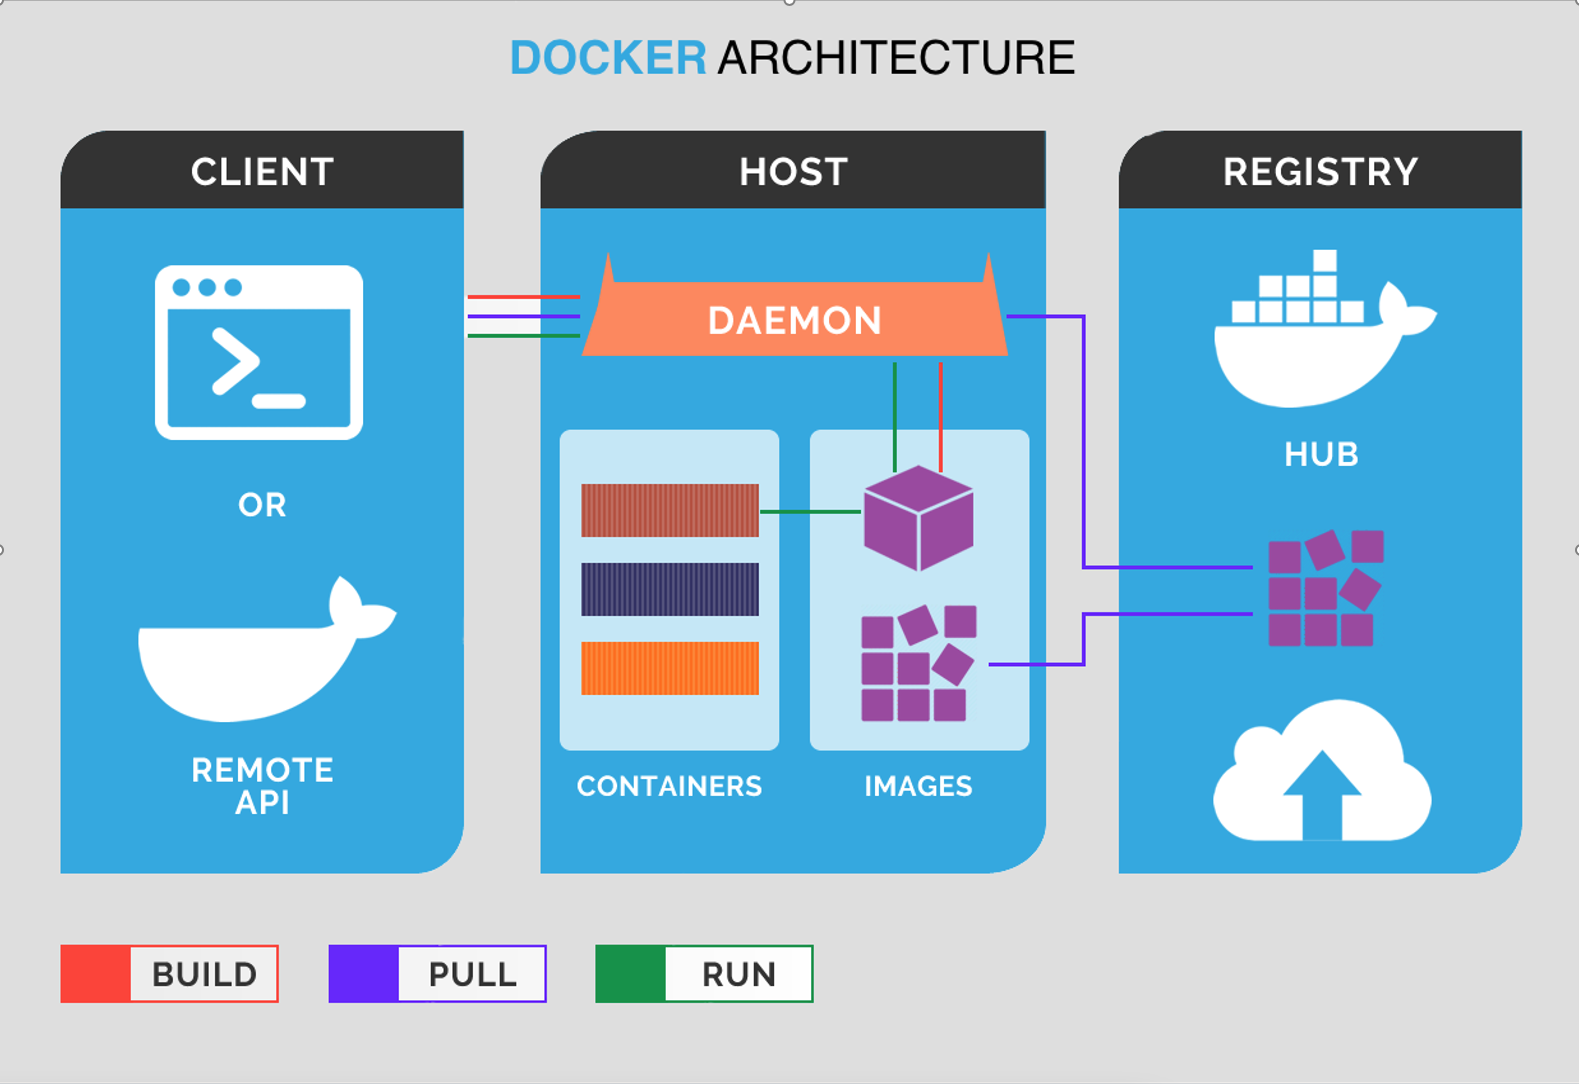 DOCKER ARCHITECTURE
CLIENT
OR
REMOTE
API
HOST
DAEMON
CONTAINERS
IMAGES
REGISTRY
HUB
BUILD
PULL
RUN